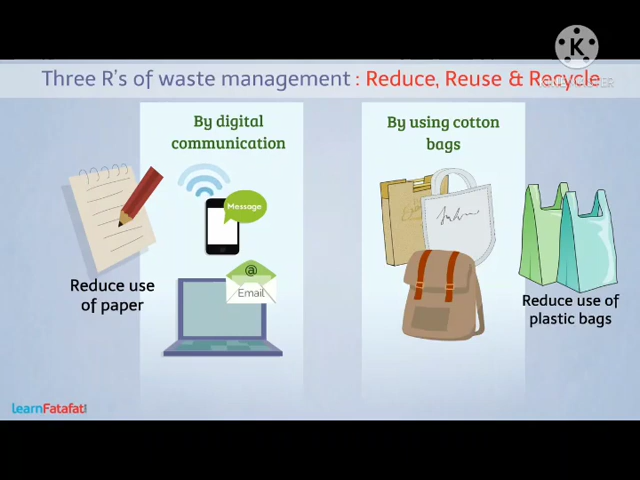 Three R's of waste management : Reduce, Reuse & Recycle
By digital
communication
Message
@
Email
Reduce use
of paper
By using cotton
bags
Reduce use of
plastic bags
learnFatafat
K